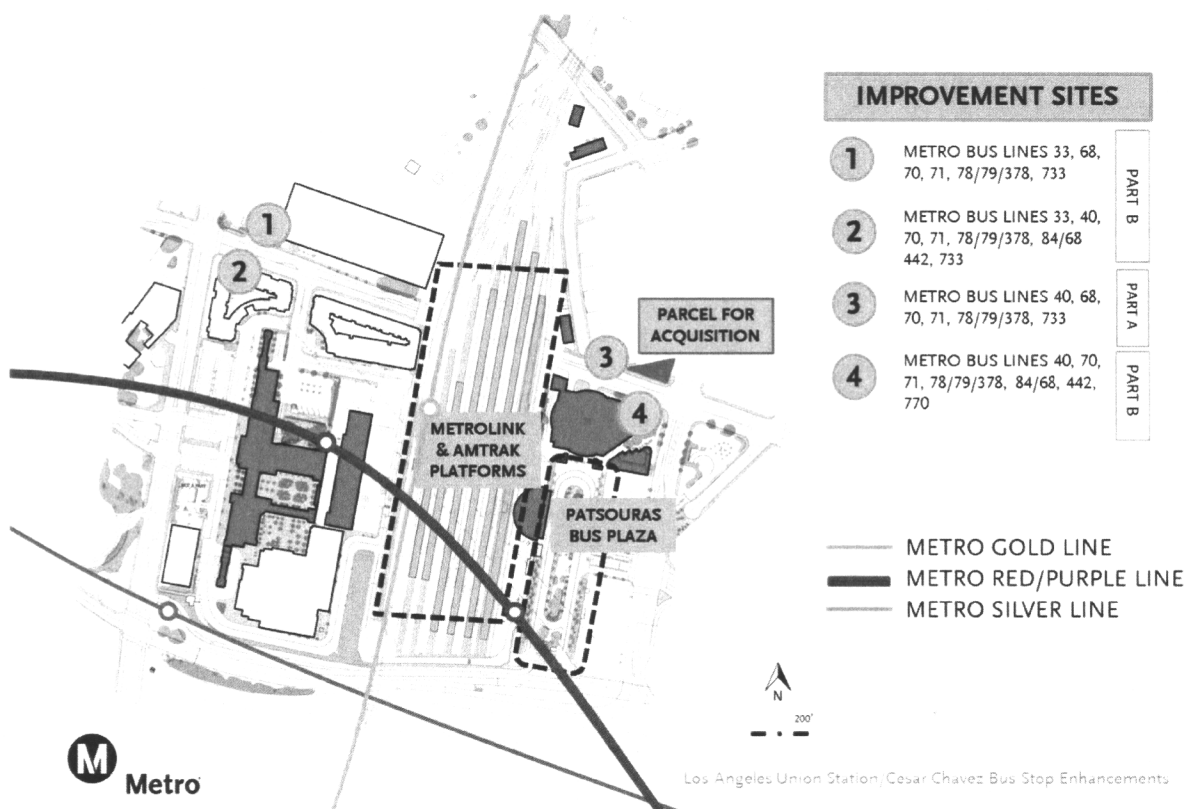 IMPROVEMENT SITES
1
METRO BUS LINES 33, 68,
70, 71, 78/79/378, 733
2
METRO BUS LINES 33, 40,
70, 71, 78/79/378, 84/68
442, 733
PART B
3
METRO BUS LINES 40, 68,
70, 71, 78/79/378, 733
PART A
4
METRO BUS LINES 40, 70,
71, 78/79/378, 84/68, 442,
770
PART B
1
2
PARCEL FOR
ACQUISITION
3
4
METROLINK
& AMTRAK
PLATFORMS
PATSOURAS
BUS PLAZA
METRO GOLD LINE
METRO RED/PURPLE LINE
METRO SILVER LINE
N
200'
M
Metro
Los Angeles Union Station, Cesar Chavez Bus Stop Enhancements